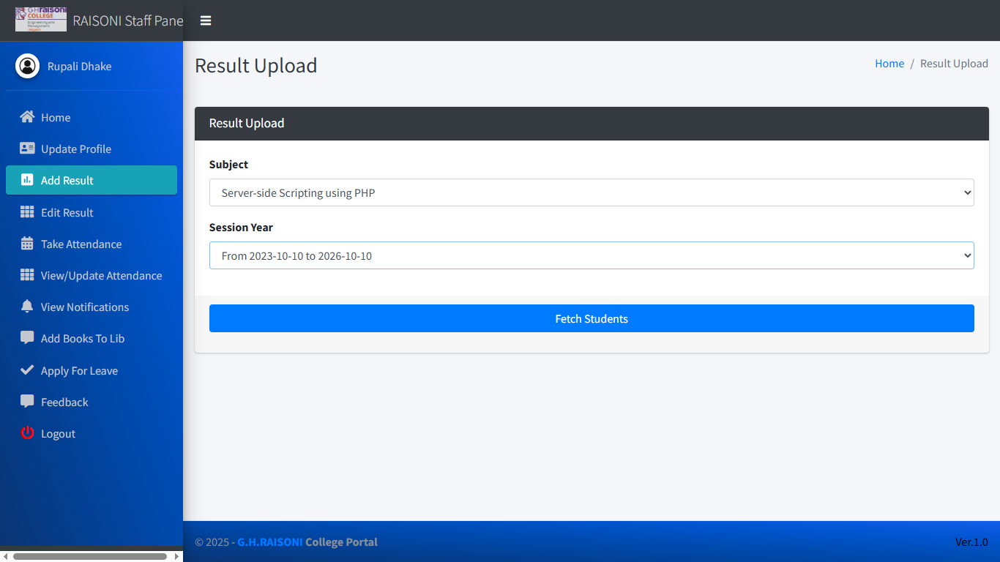 G H raisoni
COLLEGE
Engineering and
Management
RAISONI Staff Pane
Rupali Dhake
Home
Update Profile
Add Result
Edit Result
Take Attendance
View/Update Attendance
View Notifications
Add Books To Lib
Apply For Leave
Feedback
Logout
Result Upload
Home / Result Upload
Result Upload
Subject
Server-side Scripting using PHP
Session Year
From 2023-10-10 to 2026-10-10
Fetch Students
© 2025 - G.H.RAISONI College Portal
Ver.1.0